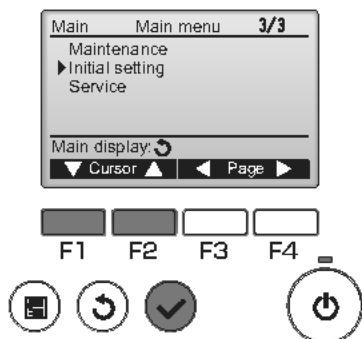 Main Main menu 3/3
Maintenance
▶Initial setting
Service
Main display:
▼ Cursor ▲ ◀ Page ▶
F1 F2 F3 F4